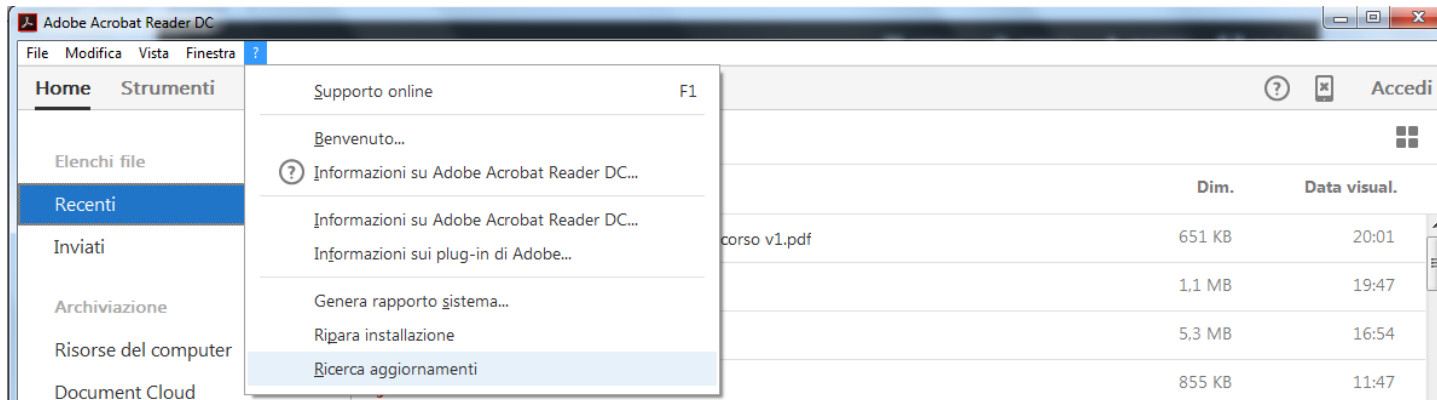 Adobe Acrobat Reader DC
File Modifica Vista Finestra ?
Home Strumenti
Accedi
Supporto online F1
Benvenuto...
Informazioni su Adobe Acrobat Reader DC...
Informazioni su Adobe Acrobat Reader DC...
Informazioni sui plug-in di Adobe...
Genera rapporto sistema...
Ripara installazione
Ricerca aggiornamenti
Elenchi file
Recenti
Inviati
Archiviazione
Risorse del computer
Document Cloud
Dim. Data visual.
corso v1.pdf 651 KB 20:01
1,1 MB 19:47
5,3 MB 16:54
855 KB 11:47